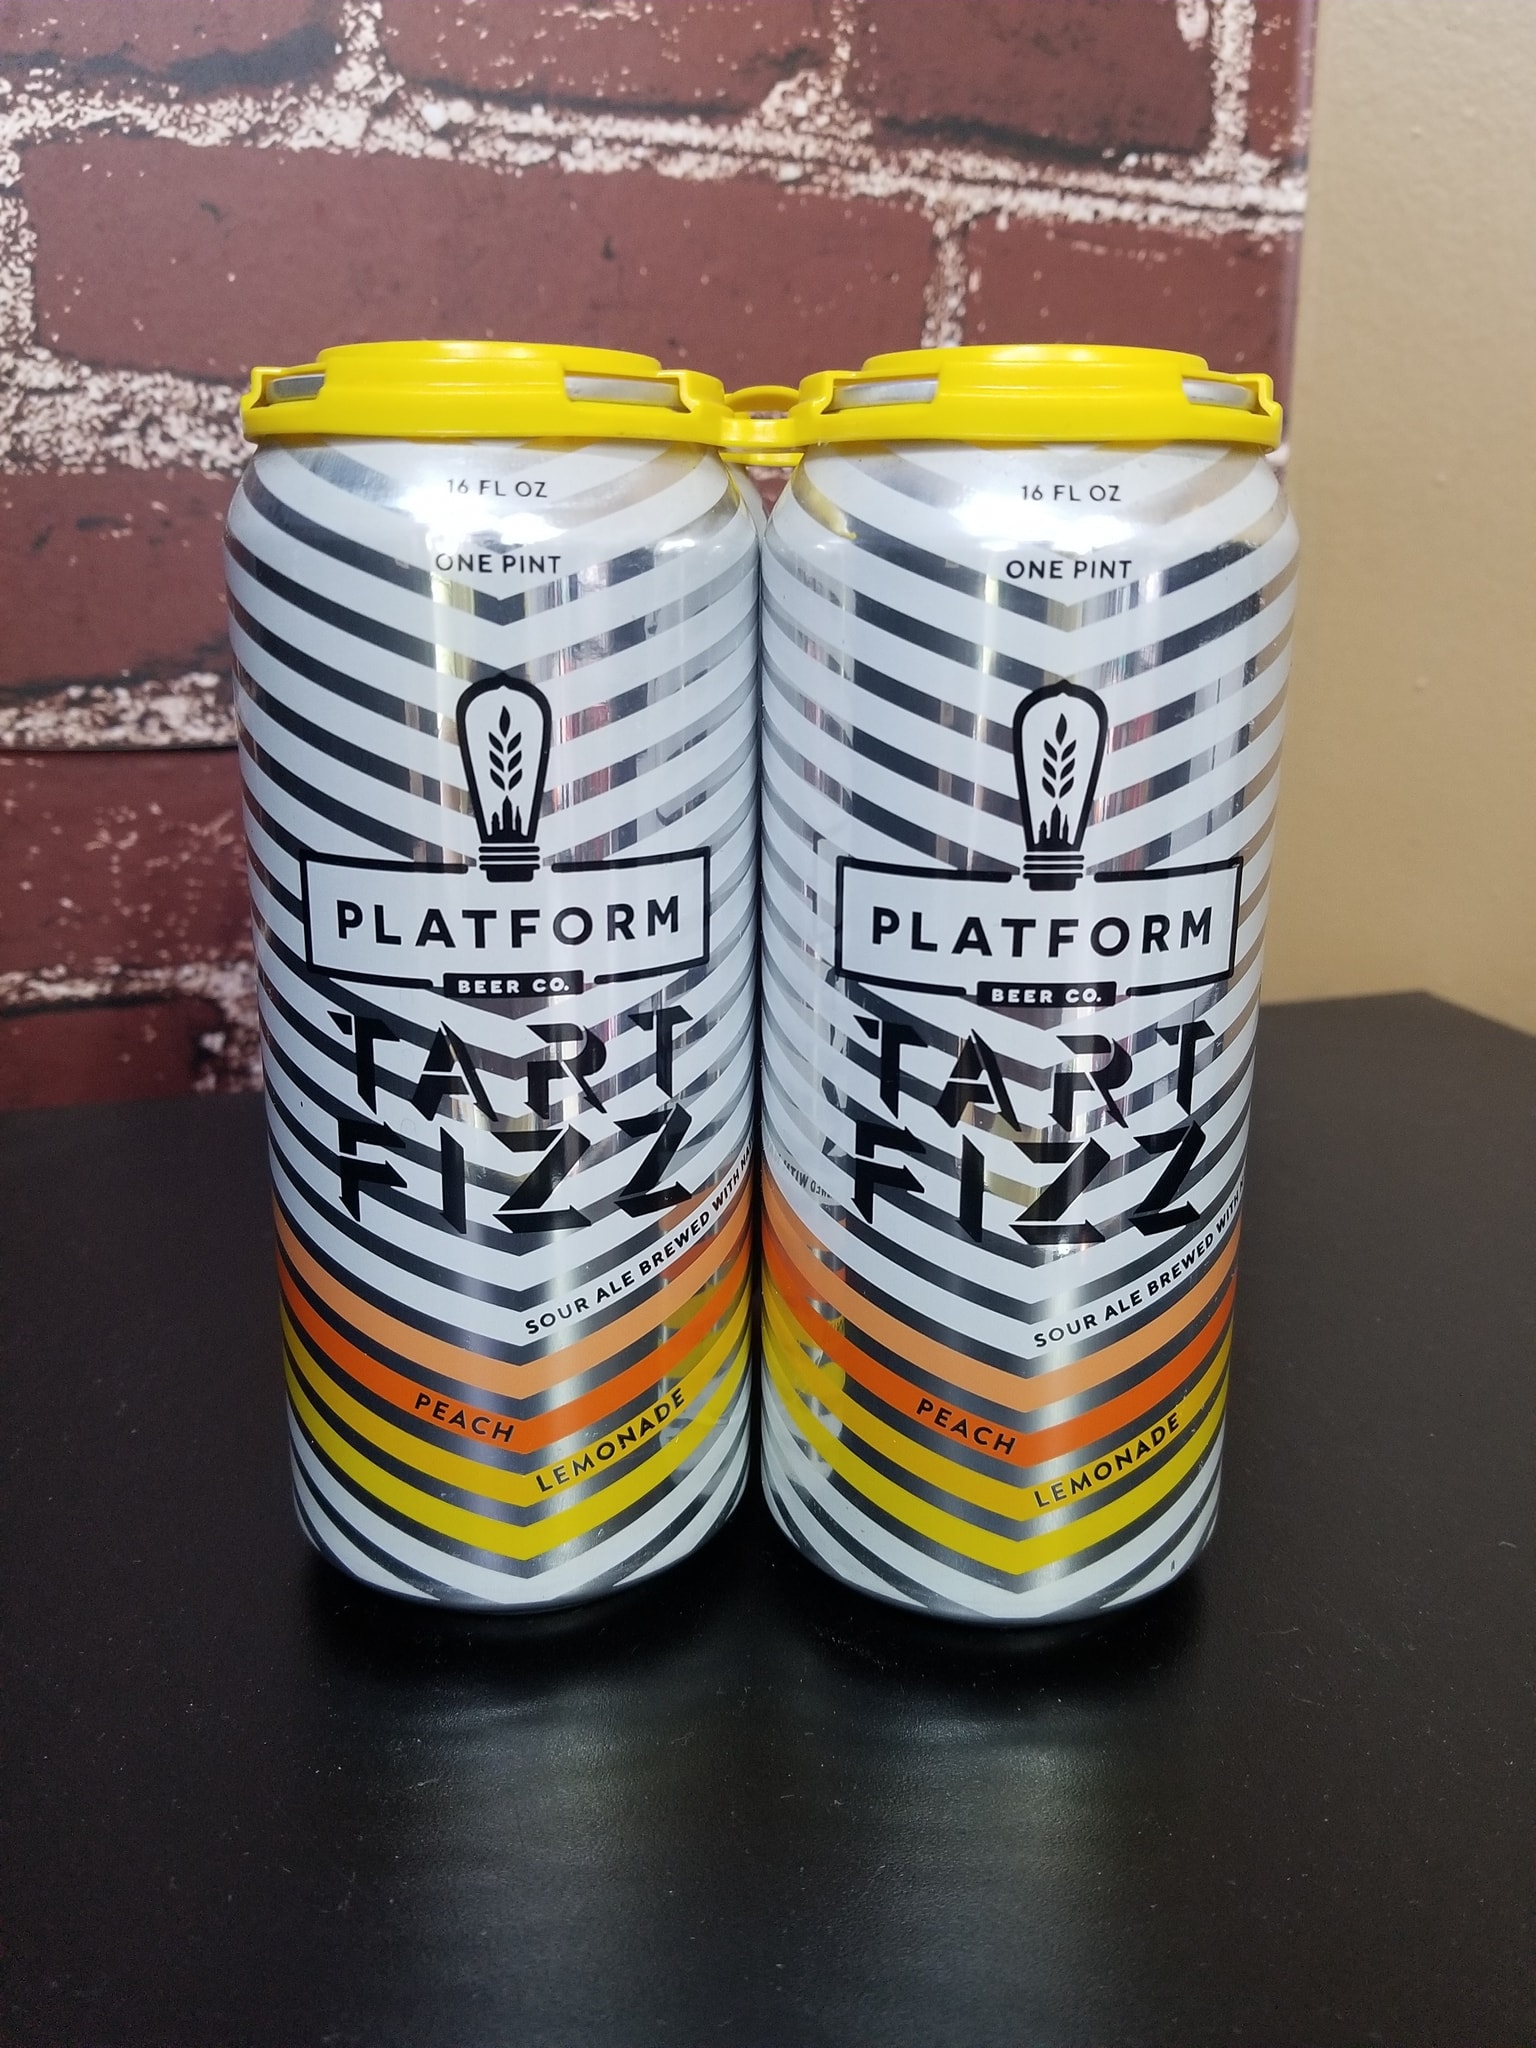 16 FL OZ
ONE PINT
PLATFORM
BEER CO.
TART
FIZZ
SOUR ALE BREWED WITH
PEACH
LEMONADE
16 FL OZ
ONE PINT
PLATFORM
BEER CO.
TART
FIZZ
SOUR ALE BREWED WITH
PEACH
LEMONADE